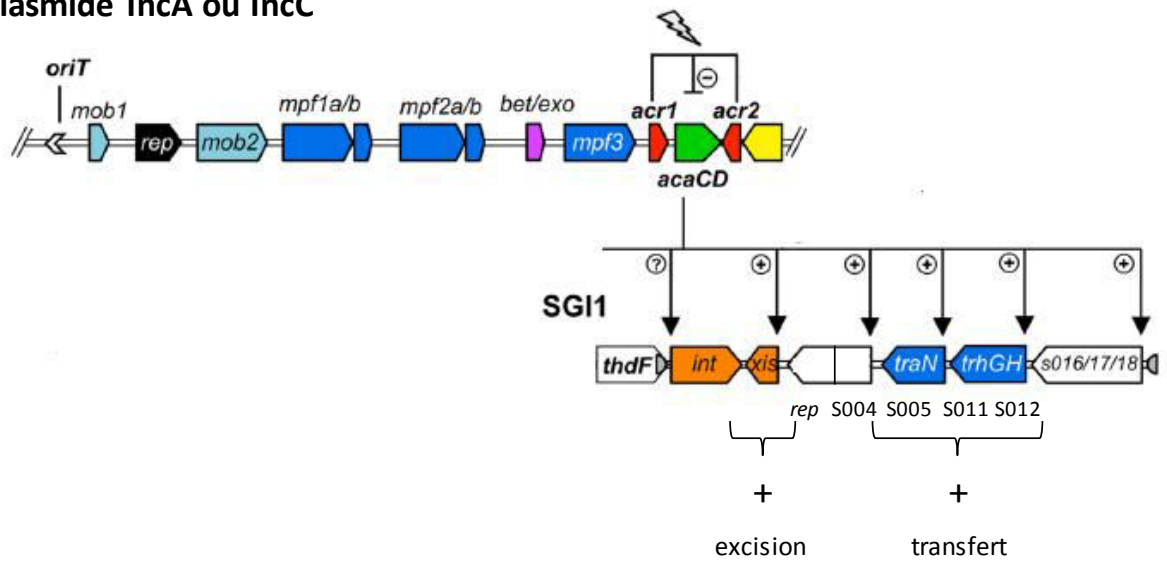 lasmide IncA ou IncC
oriT
mob1
mpf1a/b
mpf2a/b
bet/exo
acr1
acr2
rep
mob2
mpf3
acaCD
SGI1
thdF
int
xis
traN
trhGH
s016/17/18
rep S004 S005 S011 S012
+ +
excision transfert